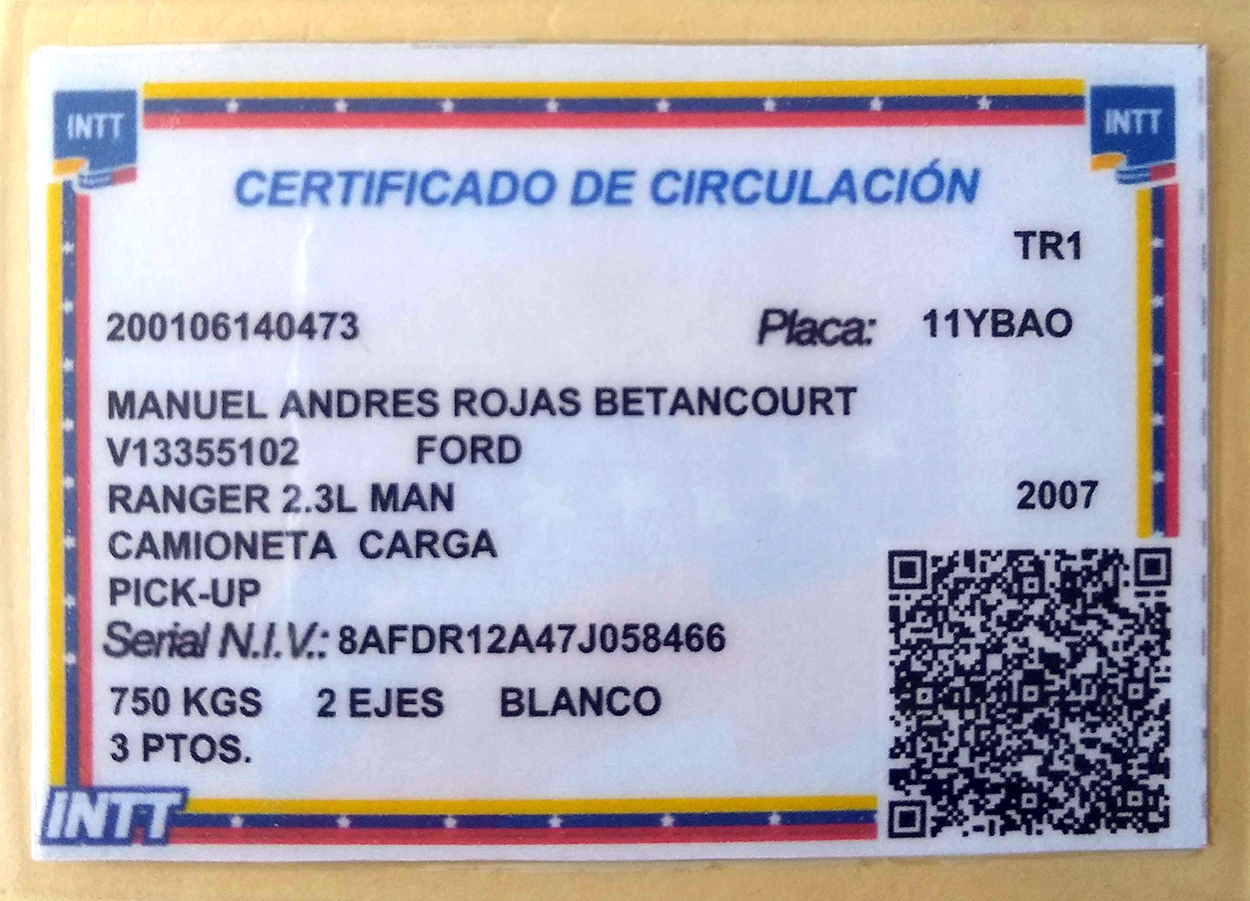 INTT
INTT
CERTIFICADO DE CIRCULACIÓN
TR1
200106140473 Placa: 11YBAO
MANUEL ANDRES ROJAS BETANCOURT
V13355102 FORD
RANGER 2.3L MAN 2007
CAMIONETA CARGA
PICK-UP
Serial N.I.V.: 8AFDR12A47J058466
750 KGS 2 EJES BLANCO
3 PTOS.
INTT